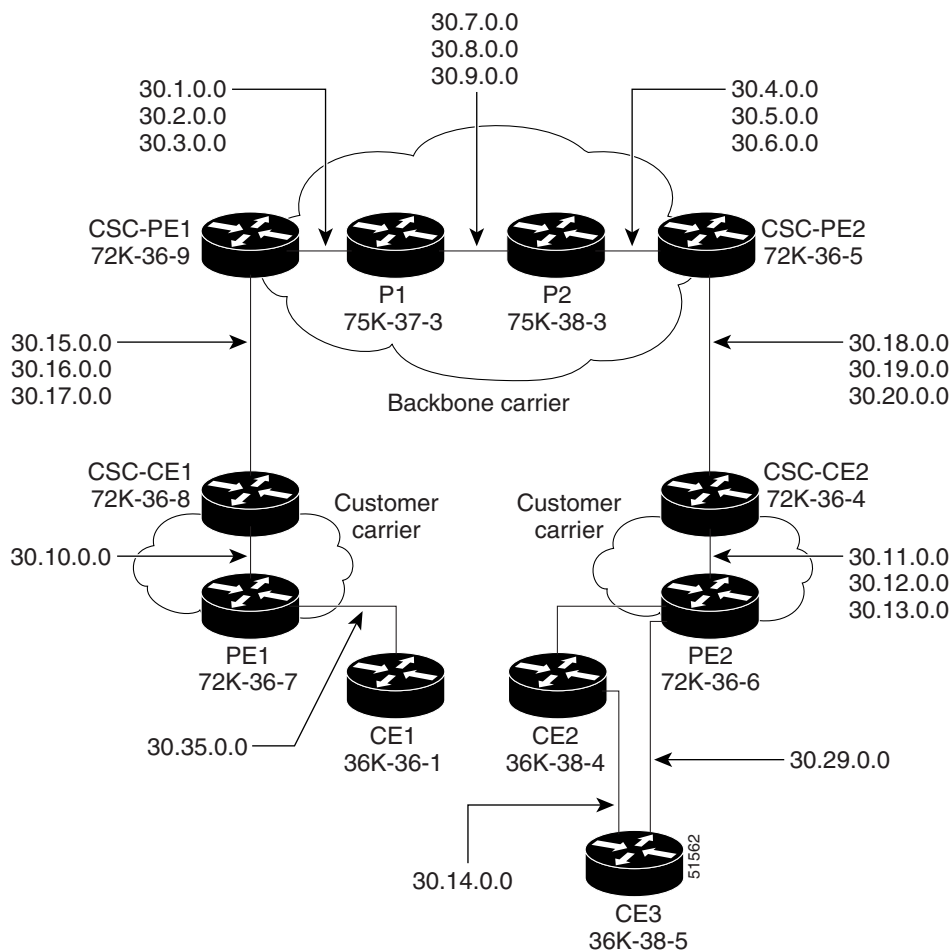 30.7.0.0
30.8.0.0
30.9.0.0
30.1.0.0
30.2.0.0
30.3.0.0
30.4.0.0
30.5.0.0
30.6.0.0
CSC-PE1
72K-36-9
P1
75K-37-3
P2
75K-38-3
CSC-PE2
72K-36-5
30.15.0.0
30.16.0.0
30.17.0.0
30.18.0.0
30.19.0.0
30.20.0.0
Backbone carrier
CSC-CE1
72K-36-8
Customer
carrier
Customer
carrier
CSC-CE2
72K-36-4
30.10.0.0
30.11.0.0
30.12.0.0
30.13.0.0
PE1
72K-36-7
PE2
72K-36-6
30.35.0.0
CE1
36K-36-1
CE2
36K-38-4
30.29.0.0
30.14.0.0
CE3
36K-38-5
51562